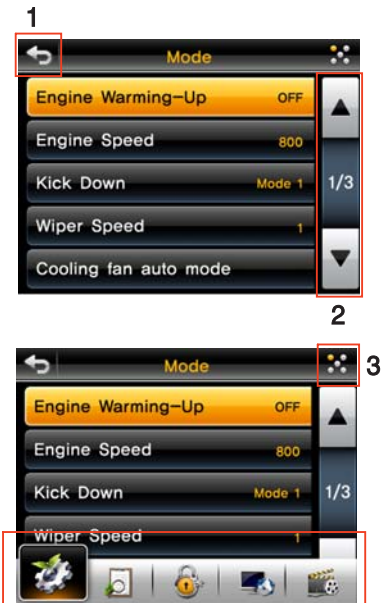 1
Mode
Engine Warming-Up OFF
Engine Speed 800
Kick Down Mode 1
1/3
Wiper Speed 1
Cooling fan auto mode
2
Mode
3
Engine Warming-Up OFF
Engine Speed 800
Kick Down Mode 1
1/3
Wiper Speed 1